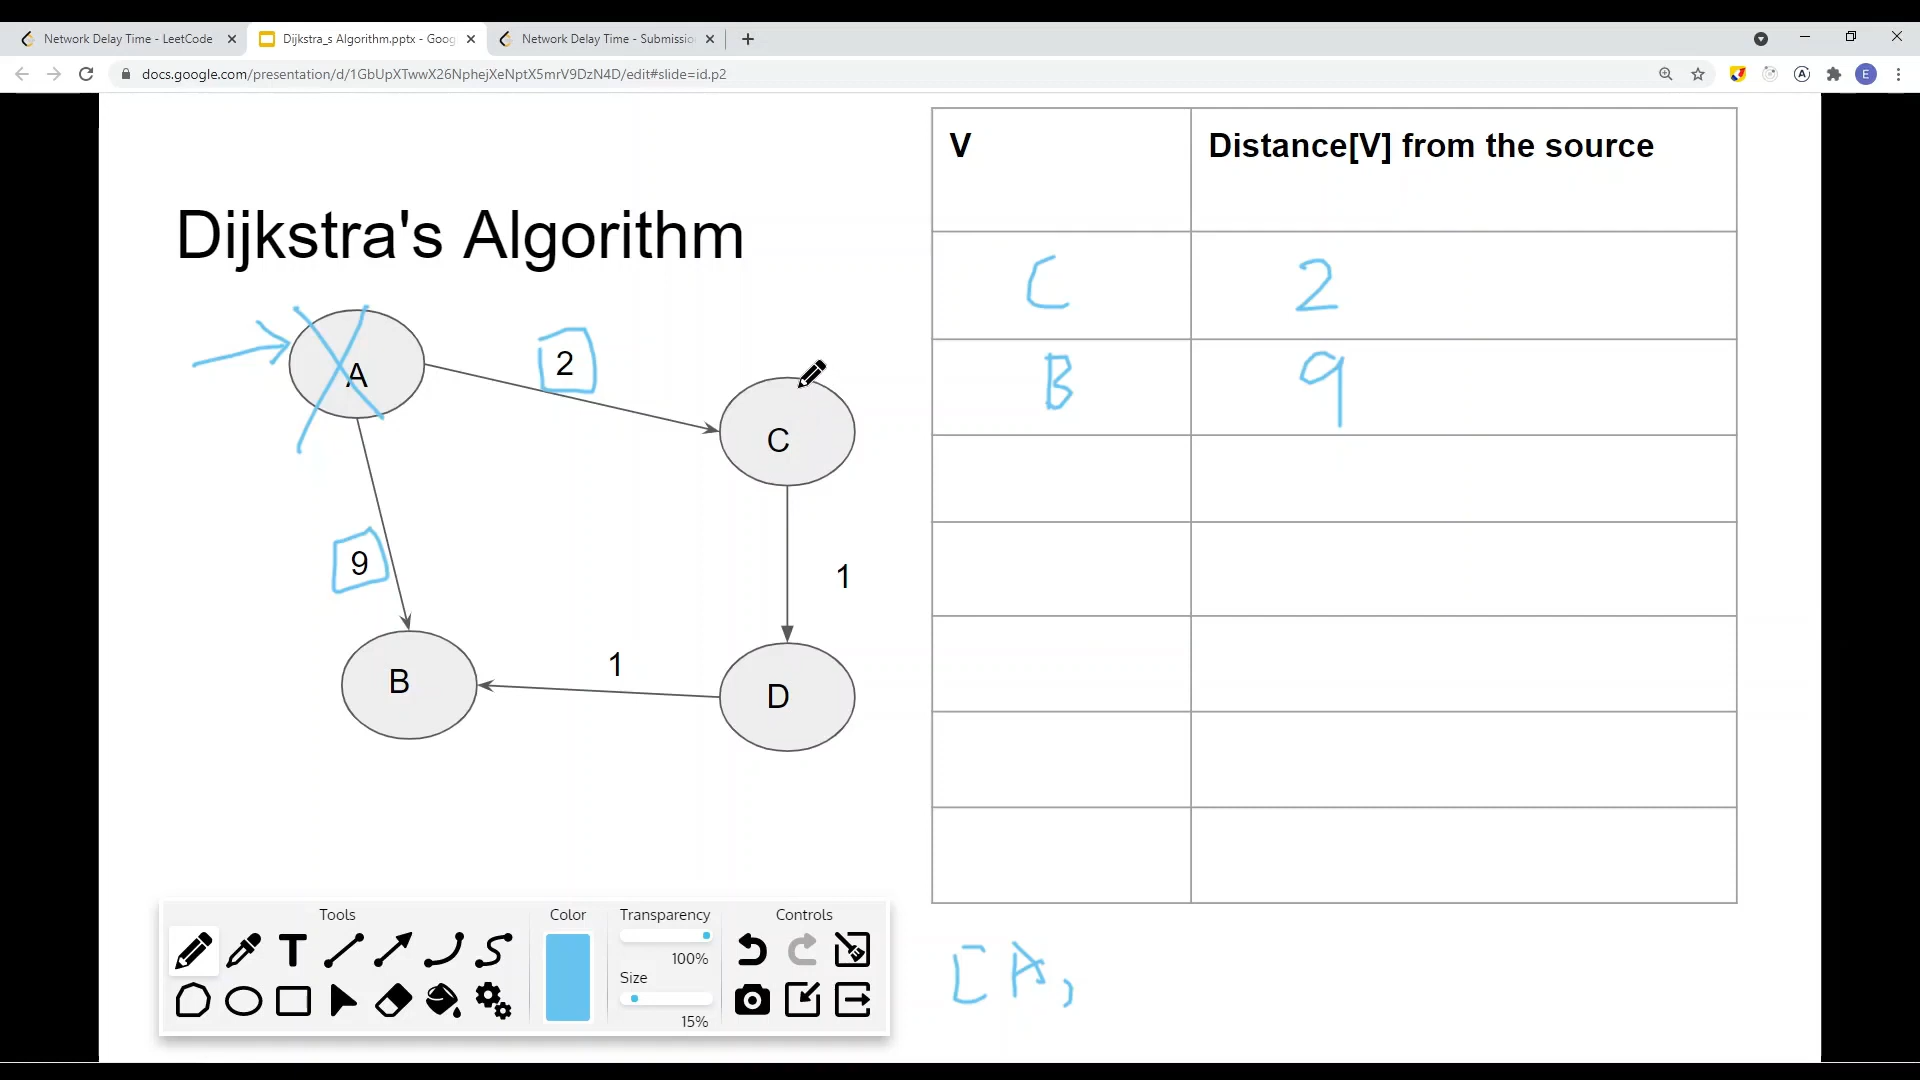 Network Delay Time - LeetCode
Dijkstra_s Algorithm.pptx - Goog
Network Delay Time - Submissio
docs.google.com/presentation/d/1GbUpXTwwX26NphejXeNptX5mrV9DzN4D/edit#slide=id.p2
E
V Distance[V] from the source
Dijkstra's Algorithm
C 2
B 9
A
2
C
9
1
B
1
D
Tools Color Transparency Controls
100%
Size
15%
[A,